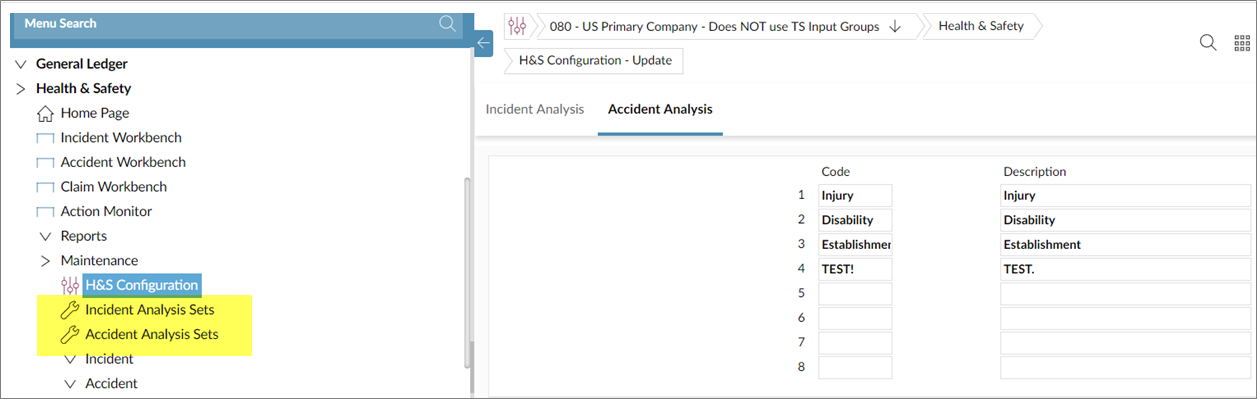 Menu Search
General Ledger
Health & Safety
Home Page
Incident Workbench
Accident Workbench
Claim Workbench
Action Monitor
Reports
Maintenance
H&S Configuration
Incident Analysis Sets
Accident Analysis Sets
Incident
Accident
080 - US Primary Company - Does NOT use TS Input Groups
Health & Safety
H&S Configuration - Update
Incident Analysis
Accident Analysis
Code Description
1 Injury Injury
2 Disability Disability
3 Establishmer Establishment
4 TEST! TEST.
5
6
7
8